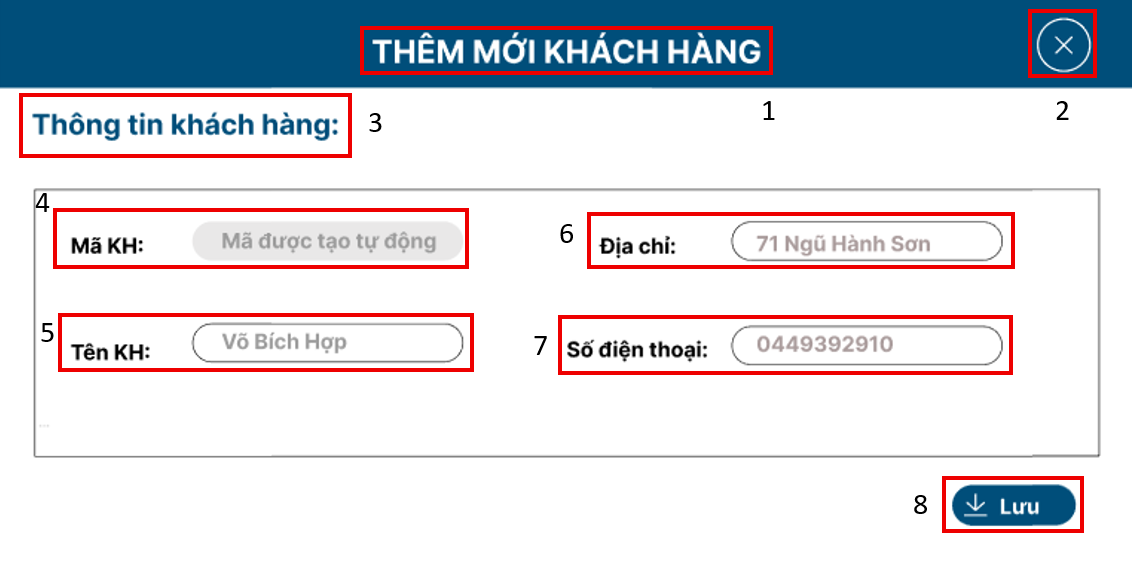 THÊM MỚI KHÁCH HÀNG
1
2
Thông tin khách hàng:
3
4
Mã KH:
Mã được tạo tự động
6
Địa chỉ:
71 Ngũ Hành Sơn
5
Tên KH:
Võ Bích Hợp
7
Số điện thoại:
0449392910
...
8
Lưu